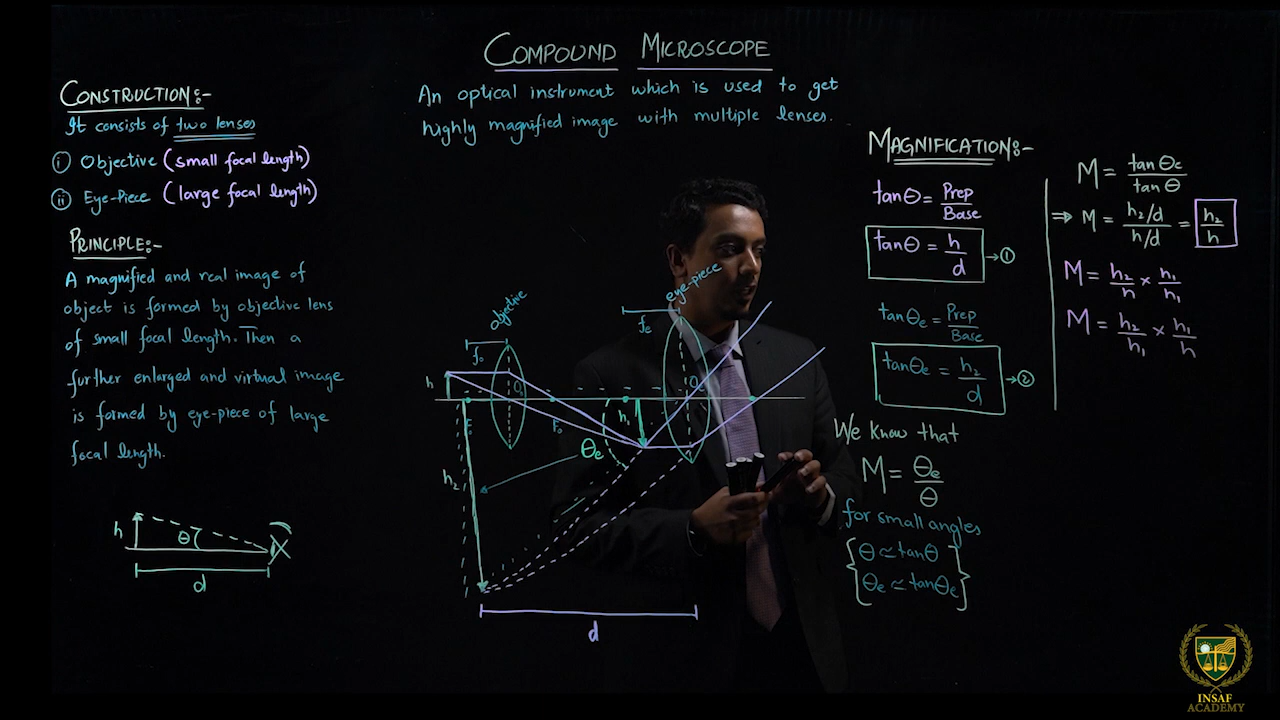 COMPOUND MICROSCOPE
An optical instrument which is used to get
highly magnified image with multiple lenses.
CONSTRUCTION:-
It consists of two lenses
(i) Objective (small focal length)
(ii) Eye-Piece (large focal length)
PRINCIPLE:-
A magnified and real image of
object is formed by objective lens
of small focal length. Then a
further enlarged and virtual image
is formed by eye-piece of large
focal length.
h
θ
d
objective
eye-piece
fo
fe
h
O
Fo
Fo
h1
θe
h2
d
MAGNIFICATION:-
tanθ = Prep/Base
tanθ = h/d → ①
tanθe = Prep/Base
tanθe = h2/d → ②
We know that
M = θe/θ
for small angles
{θ ≃ tanθ
θe ≃ tanθe}
M = tanθe/tanθ
⇒ M = h2/d / h/d = h2/h
M = h2/h × h1/h1
M = h2/h1 × h1/h
INSAF
ACADEMY